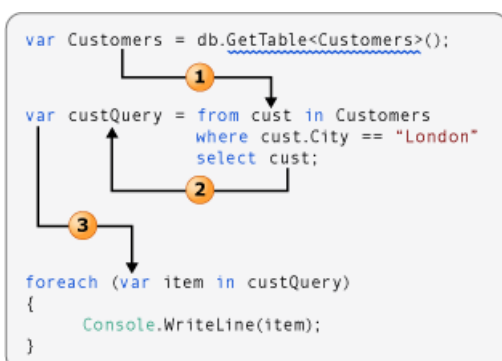 var Customers = db.GetTable<Customers>();
1
var custQuery = from cust in Customers
where cust.City == “London”
select cust;
2
3
foreach (var item in custQuery)
{
Console.WriteLine(item);
}